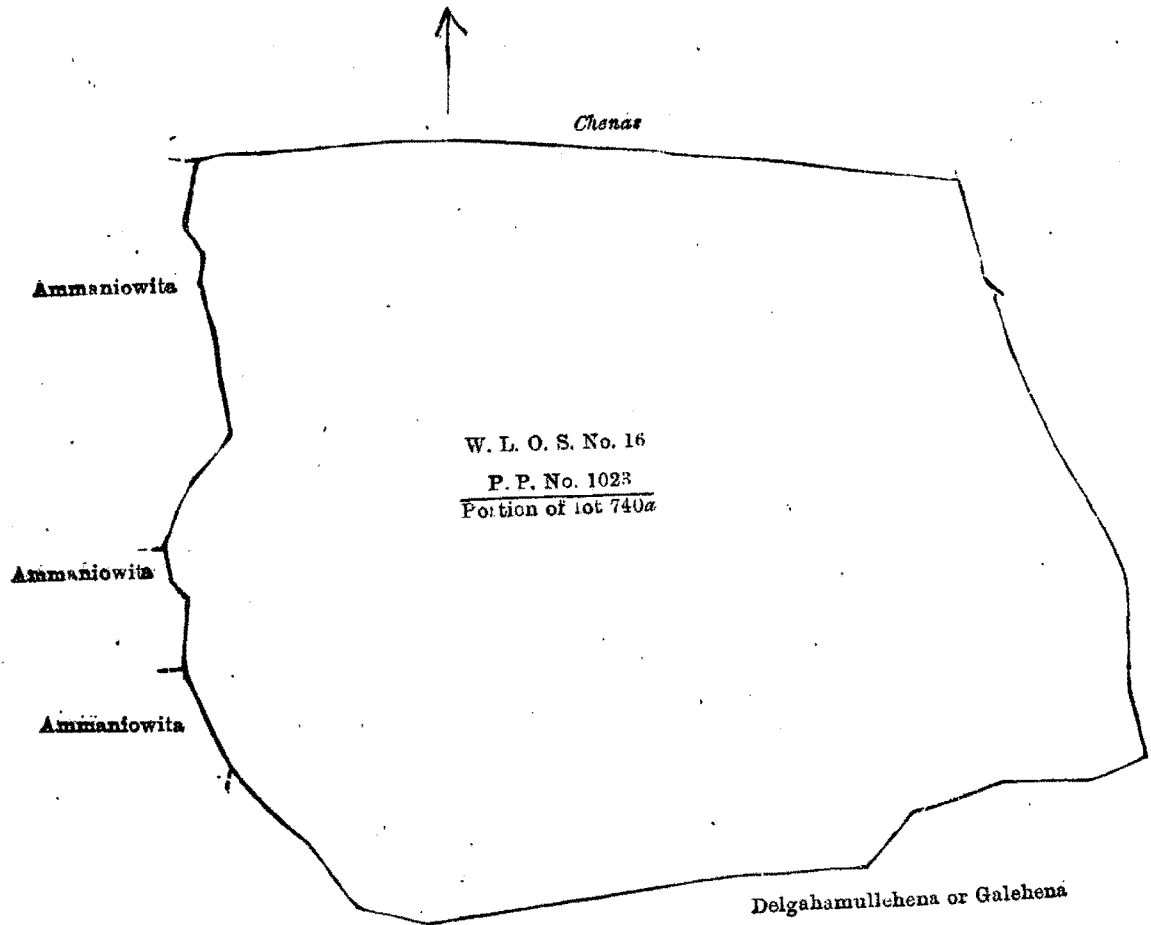 Chenas
Ammaniowita
W. L. O. S. No. 16
P. P. No. 1023
Portion of lot 740a
Ammaniowita
Ammaniowita
Delgahamullehena or Galehena